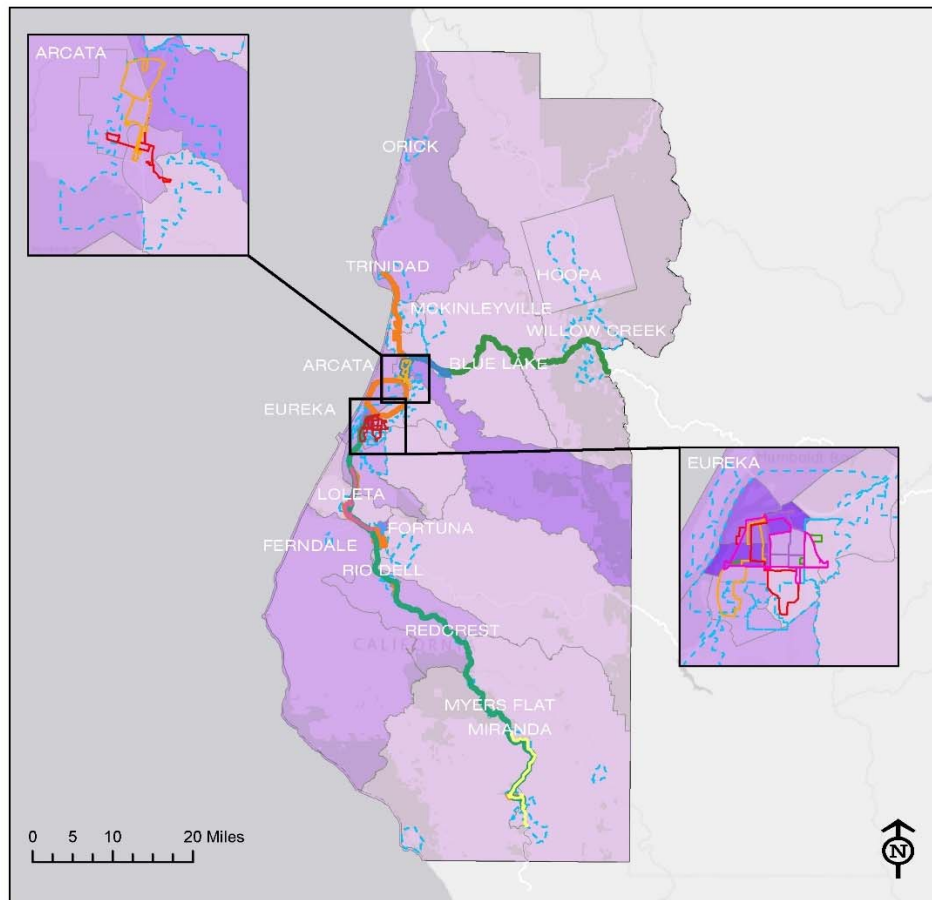 ARCATA
ORICK
TRINIDAD
HOOPA
MCKINLEYVILLE
WILLOW CREEK
ARCATA
BLUE LAKE
EUREKA
EUREKA
LOLETA
FORTUNA
FERNDALE
RIO DELL
REDCREST
CALIFORNIA
MYERS FLAT
MIRANDA
0 5 10 20 Miles
N